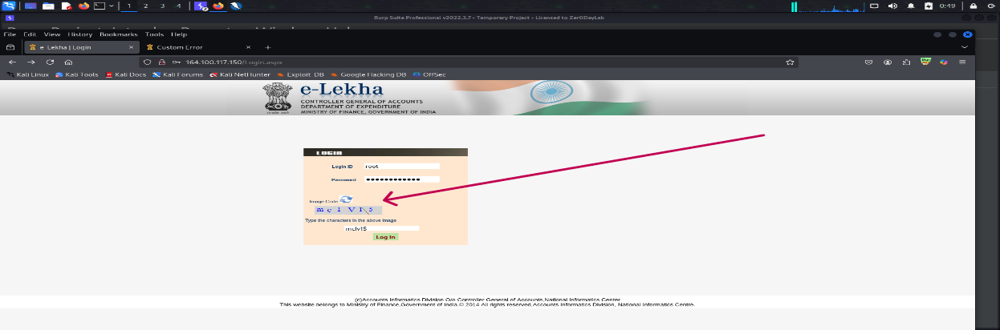 1 2 3 4
0:49
Burp Suite Professional v2022.3.7 - Temporary Project - Licensed to Zer0DayLab
File Edit View History Bookmarks Tools Help
e-Lekha | Login × Custom Error × +
164.100.117.150/Login.aspx
Kali Linux Kali Tools Kali Docs Kali Forums Kali NetHunter Exploit-DB Google Hacking DB OffSec
e-Lekha
CONTROLLER GENERAL OF ACCOUNTS
DEPARTMENT OF EXPENDITURE
MINISTRY OF FINANCE, GOVERNMENT OF INDIA
LOGIN
Login ID root
Password ●●●●●●●●●●●●
Image Code
Type the characters in the above image
mclv15
Log In
(c)Accounts Informatics Division O/o Controller General of Accounts,National Informatics Center
This website belongs to Ministry of Finance,Government of India.© 2014 All rights reserved,Accounts Informatics Division, National Informatics Centre.